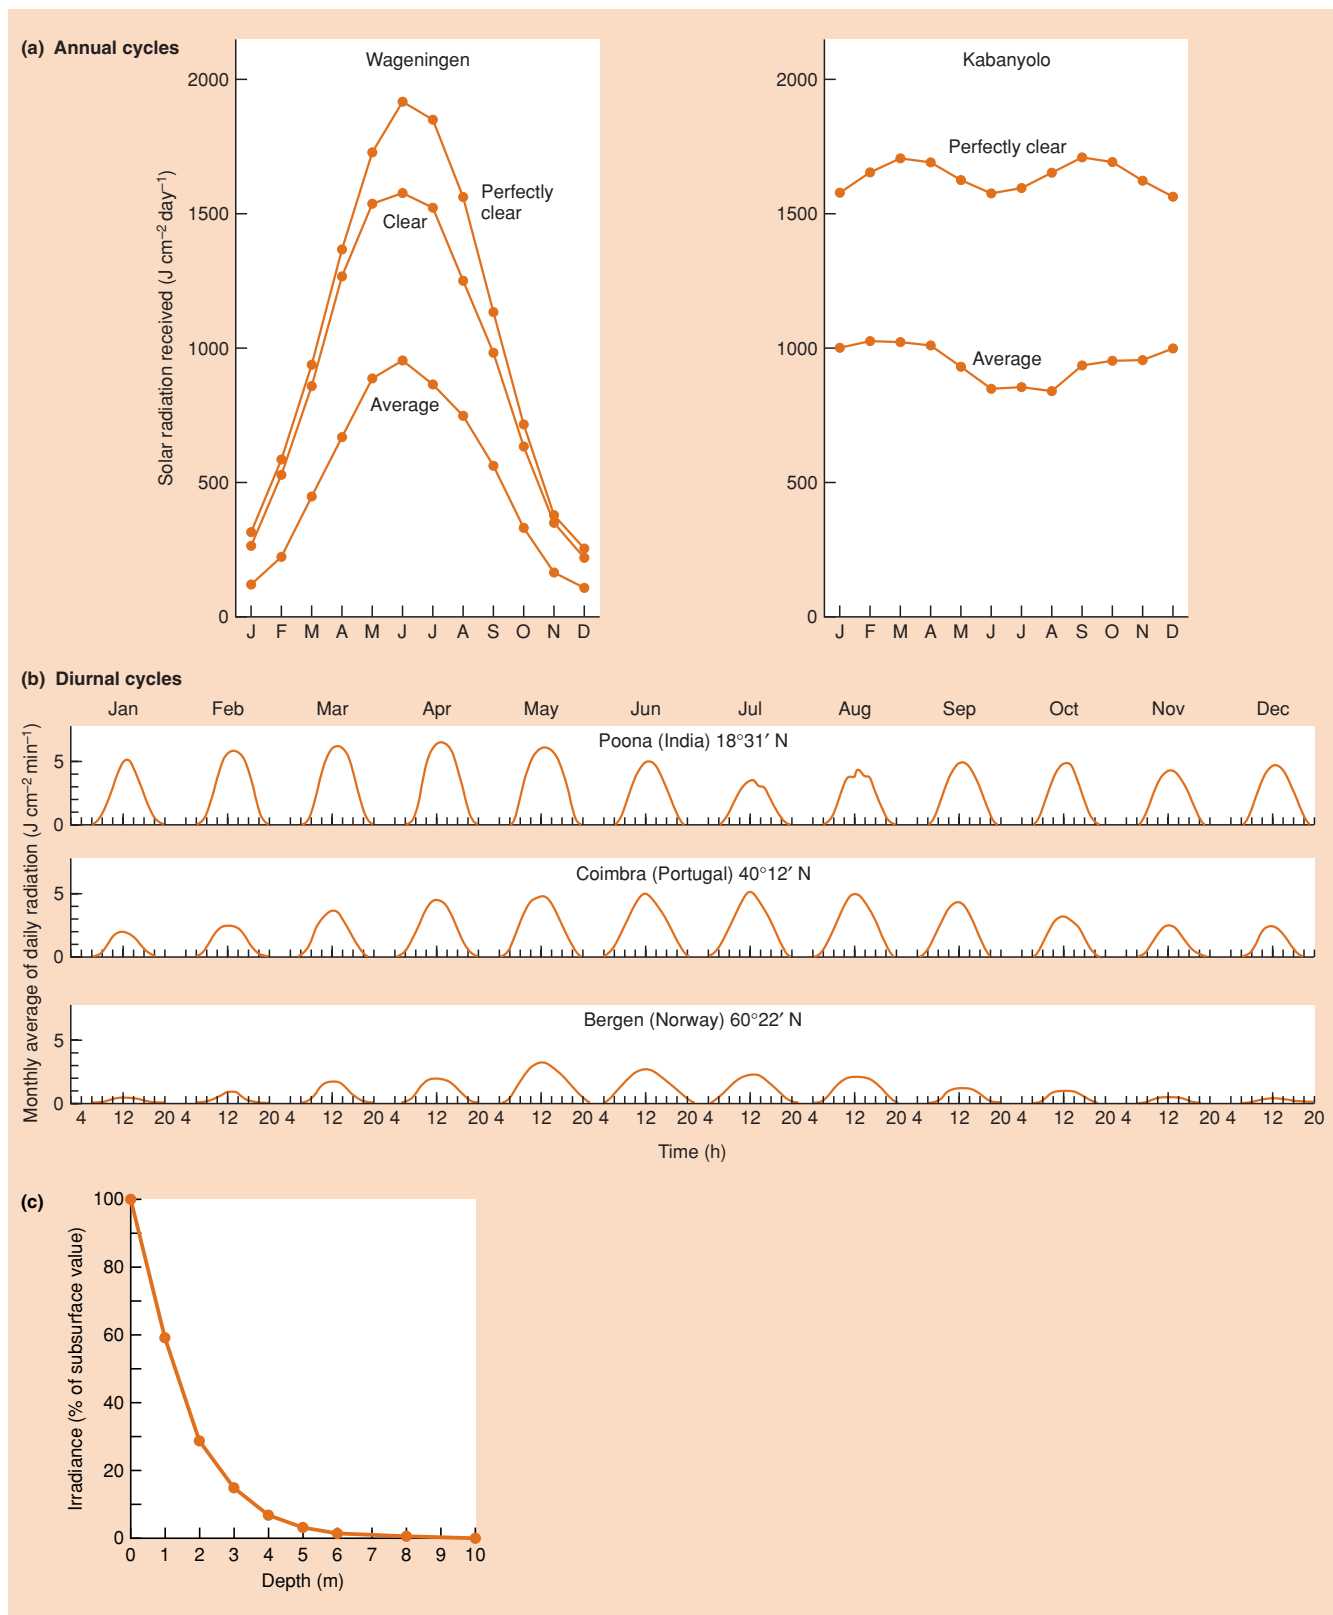 (a) Annual cycles
Wageningen
Kabanyolo
Solar radiation received (J cm⁻² day⁻¹)
2000
1500
1000
500
0
Perfectly
clear
Clear
Average
J F M A M J J A S O N D
2000
1500
1000
500
0
Perfectly clear
Average
J F M A M J J A S O N D
(b) Diurnal cycles
Jan Feb Mar Apr May Jun Jul Aug Sep Oct Nov Dec
Monthly average of daily radiation (J cm⁻² min⁻¹)
Poona (India) 18°31′ N
5
0
Coimbra (Portugal) 40°12′ N
5
0
Bergen (Norway) 60°22′ N
5
0
4 12 20 4 12 20 4 12 20 4 12 20 4 12 20 4 12 20 4 12 20 4 12 20 4 12 20 4 12 20 4 12 20 4 12 20
Time (h)
(c)
Irradiance (% of subsurface value)
100
80
60
40
20
0
0 1 2 3 4 5 6 7 8 9 10
Depth (m)